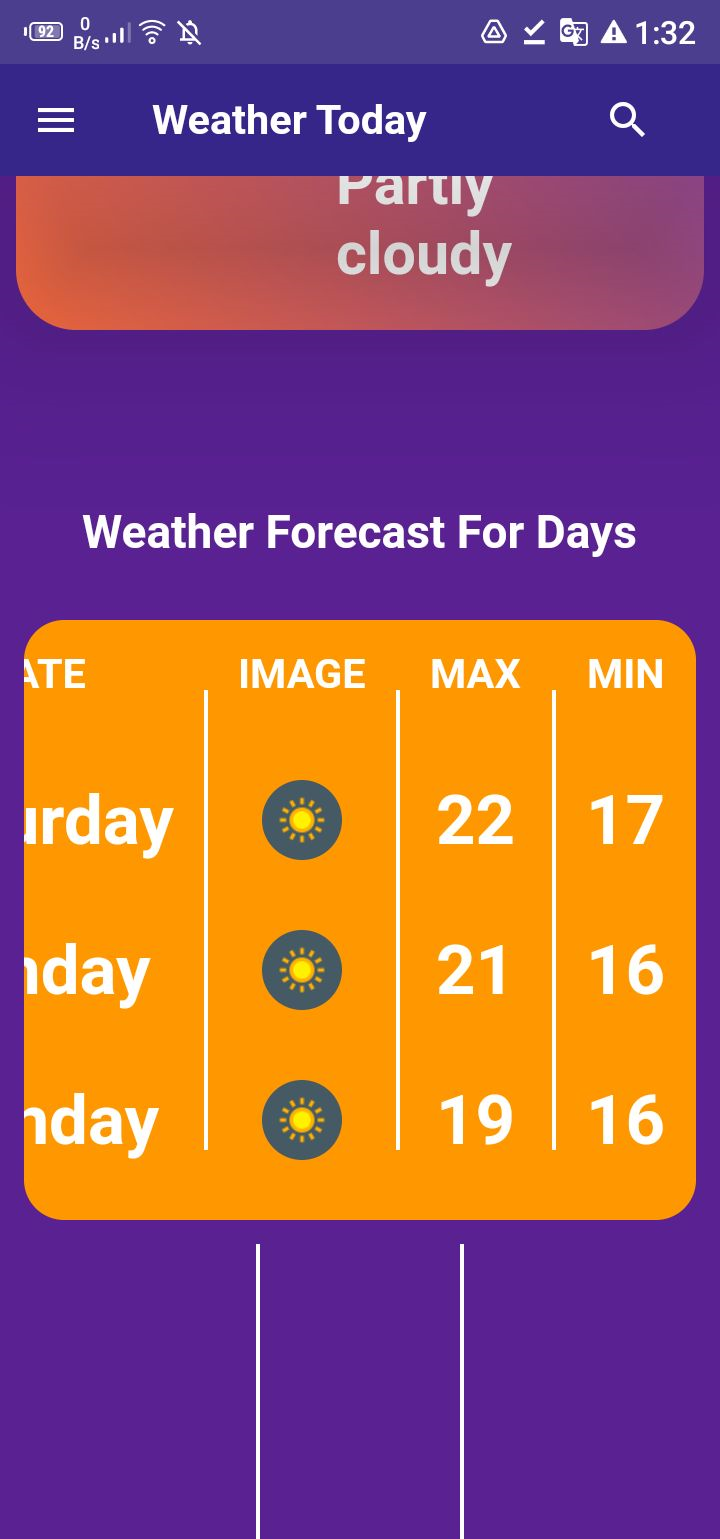 92 0 B/s 1:32
Weather Today
Partly
cloudy
Weather Forecast For Days
ATE IMAGE MAX MIN
urday 22 17
nday 21 16
nday 19 16